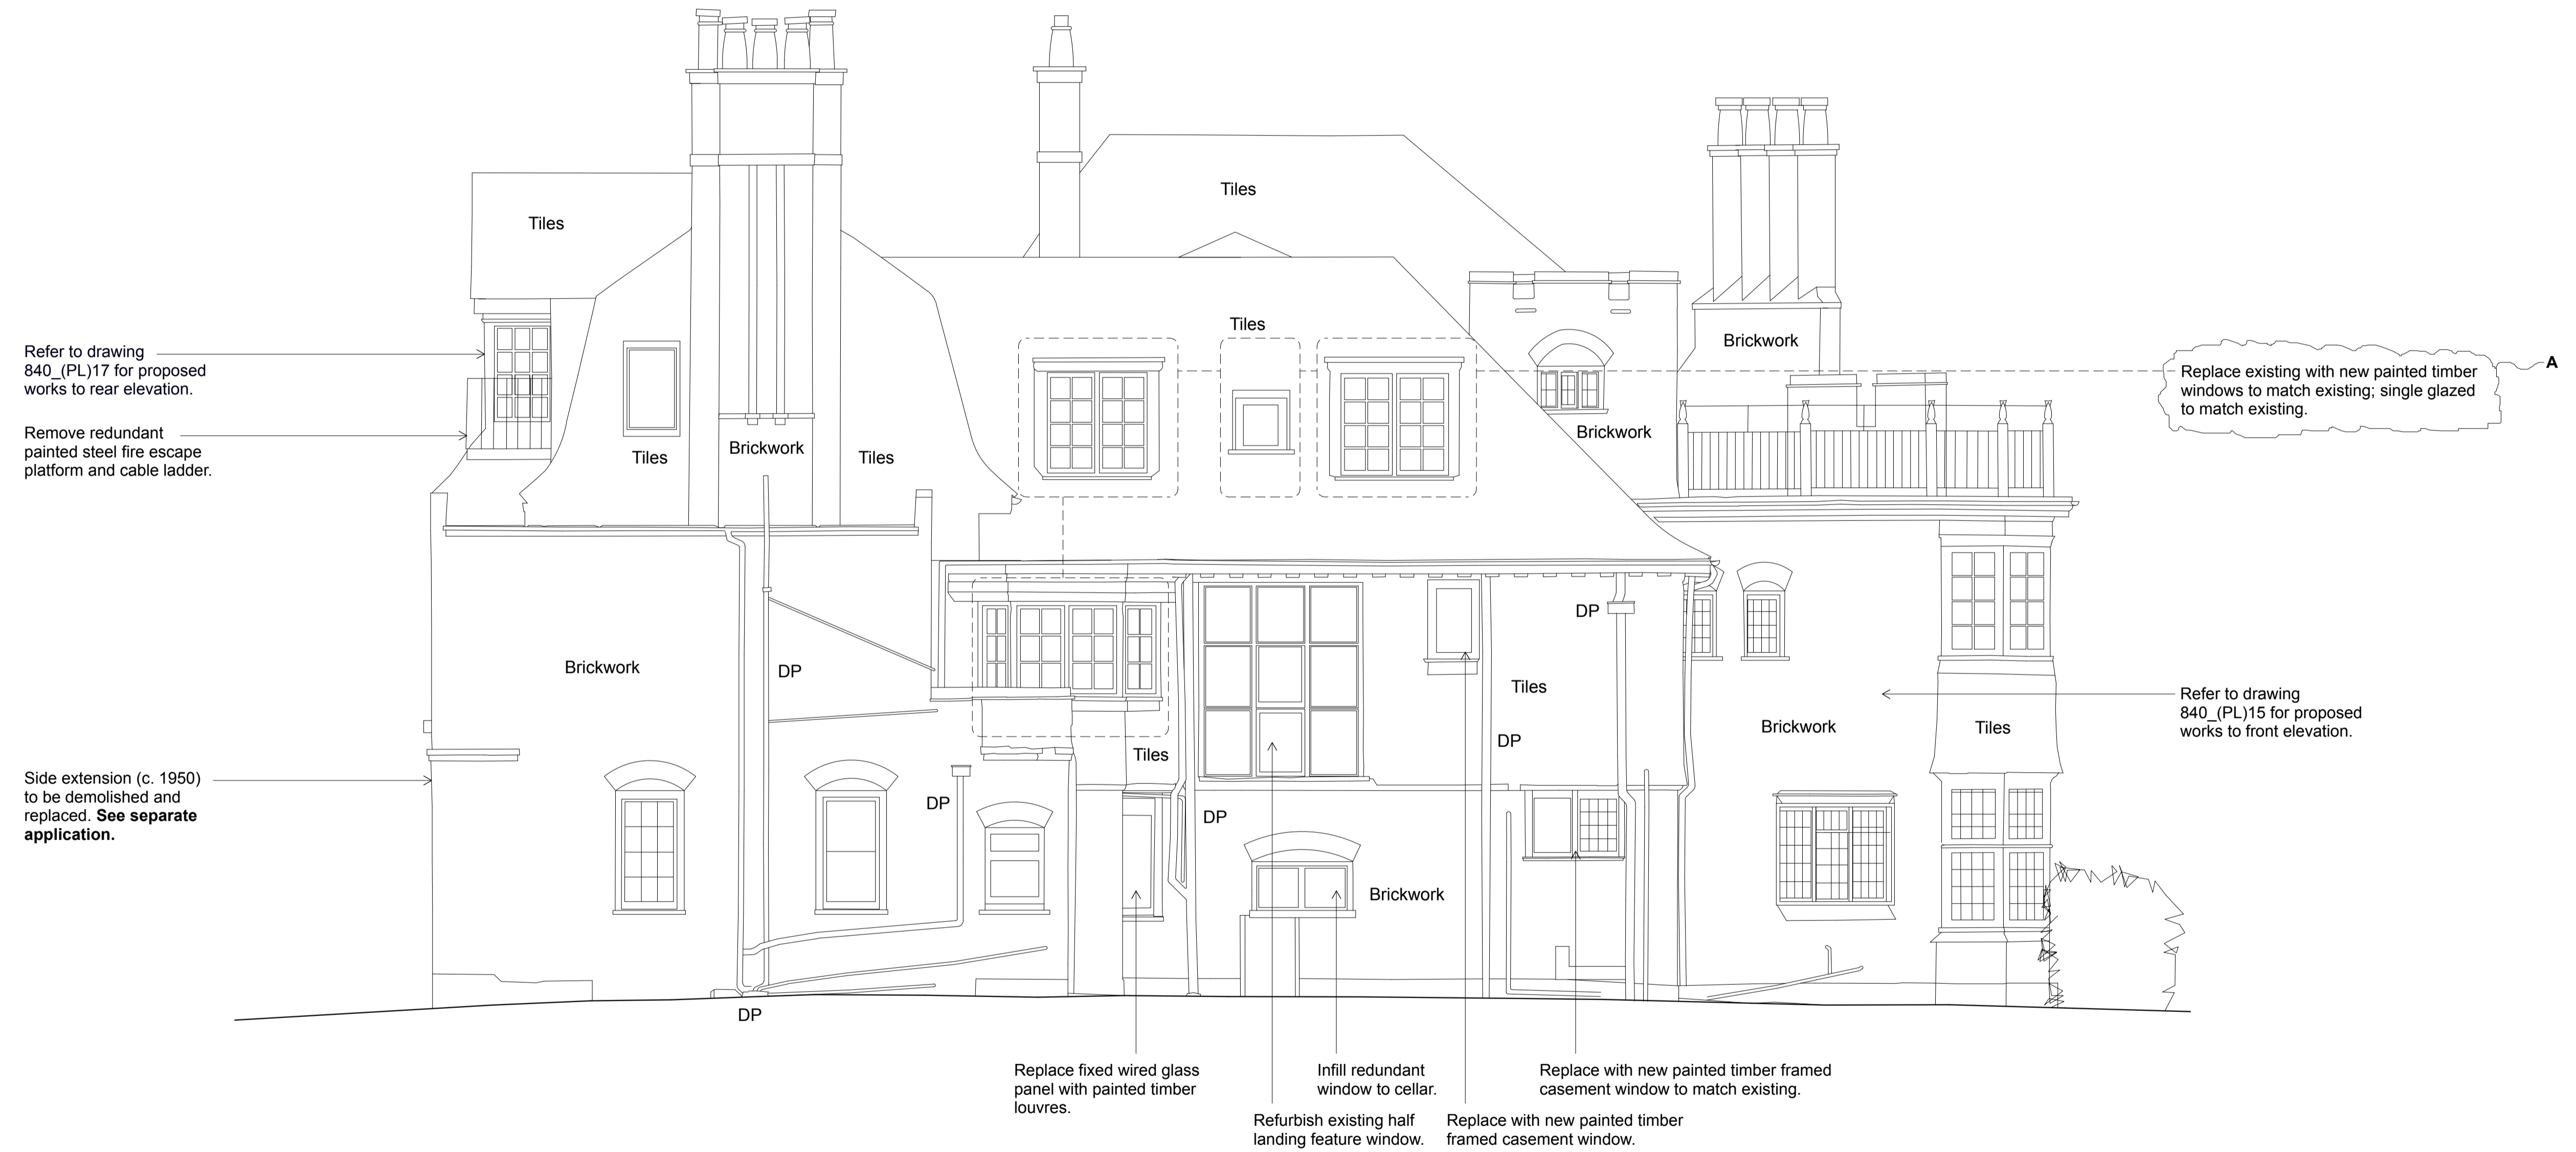 Tiles
Tiles
Tiles
Brickwork
Refer to drawing
840_(PL)17 for proposed
works to rear elevation.
Replace existing with new painted timber
windows to match existing; single glazed
to match existing.
A
Remove redundant
painted steel fire escape
platform and cable ladder.
Tiles
Brickwork
Tiles
Brickwork
DP
Brickwork
DP
Tiles
Refer to drawing
840_(PL)15 for proposed
works to front elevation.
Brickwork
Tiles
DP
Tiles
Side extension (c. 1950)
to be demolished and
replaced. See separate
application.
DP
DP
Brickwork
DP
Replace fixed wired glass
panel with painted timber
louvres.
Infill redundant
window to cellar.
Replace with new painted timber framed
casement window to match existing.
Refurbish existing half
landing feature window.
Replace with new painted timber
framed casement window.